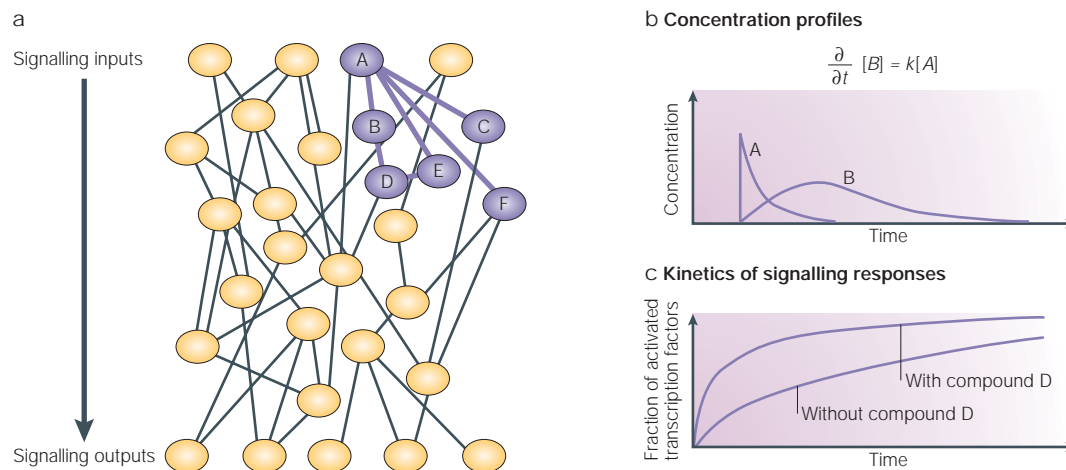 a
Signalling inputs
A
B
C
D
E
F
Signalling outputs
b Concentration profiles
∂/∂t [B] = k[A]
Concentration
A
B
Time
c Kinetics of signalling responses
Fraction of activated
transcription factors
With compound D
Without compound D
Time